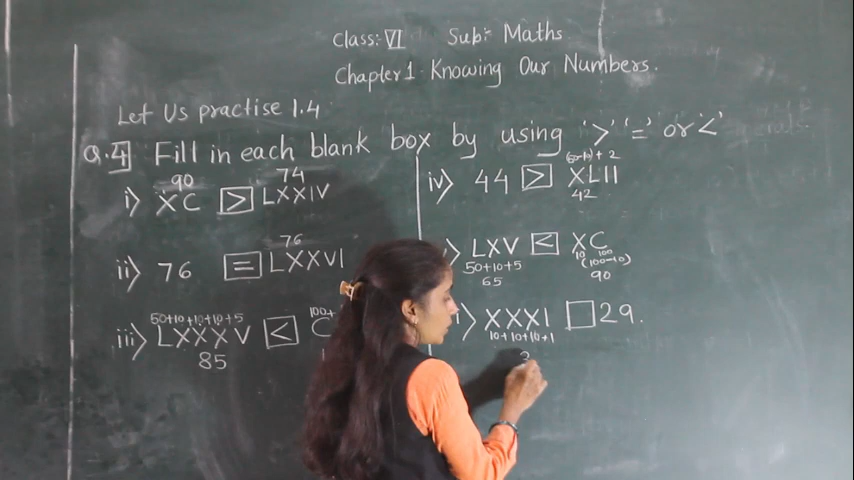 Class: VI Sub:- Maths
Chapter 1. Knowing Our Numbers.
Let Us practise 1.4
Q.4] Fill in each blank box by using '>' '=' or '<'
90 74
i) XC > LXXIV
76
ii) 76 = LXXVI
50+10+10+10+5 100+
iii) LXXXV < C
85
(50-10)+2
iv) 44 > XLII
42
) LXV < XC
50+10+5 10 100
65 (100-10)
90
) XXXI □ 29.
10+10+10+1
3